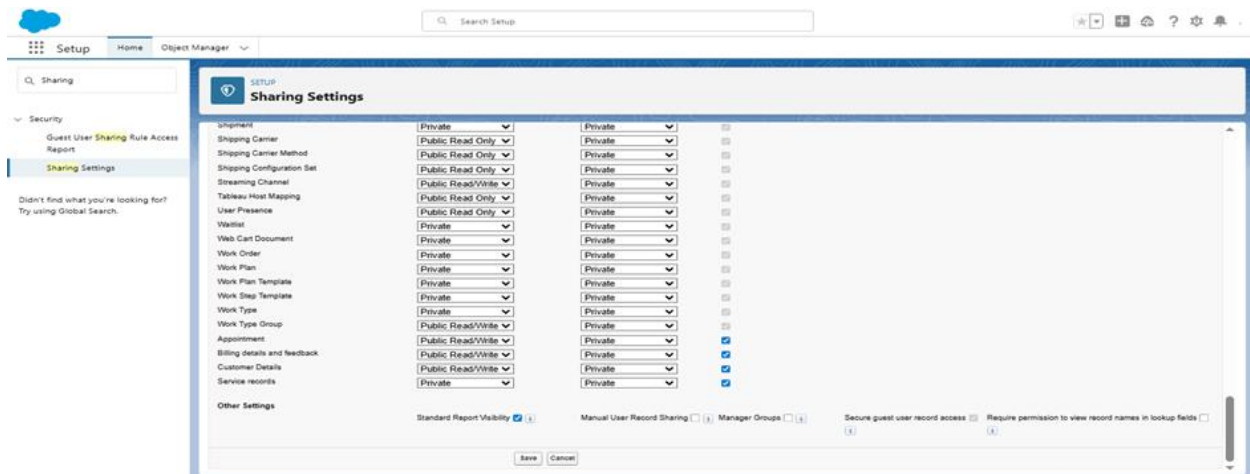 Search Setup
Setup Home Object Manager
Sharing
Security
Guest User Sharing Rule Access
Report
Sharing Settings
Didn't find what you're looking for?
Try using Global Search.
SETUP
Sharing Settings
Shipment Private Private
Shipping Carrier Public Read Only Private
Shipping Carrier Method Public Read Only Private
Shipping Configuration Set Public Read Only Private
Streaming Channel Public Read/Write Private
Tableau Host Mapping Public Read Only Private
User Presence Public Read Only Private
Waitlist Private Private
Web Cart Document Private Private
Work Order Private Private
Work Plan Private Private
Work Plan Template Private Private
Work Step Template Private Private
Work Type Private Private
Work Type Group Public Read/Write Private
Appointment Public Read/Write Private
Billing details and feedback Public Read/Write Private
Customer Details Public Read/Write Private
Service records Private Private
Other Settings
Standard Report Visibility Manual User Record Sharing Manager Groups Secure guest user record access Require permission to view record names in lookup fields
Save Cancel